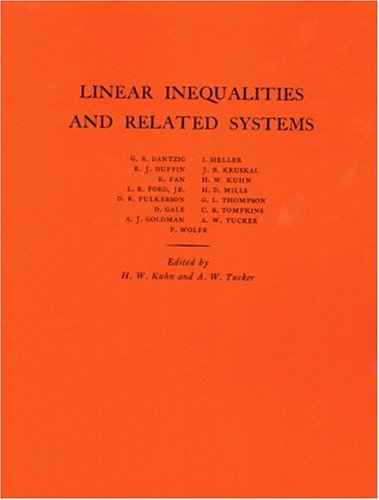 LINEAR INEQUALITIES
AND RELATED SYSTEMS
G. B. DANTZIG I. HELLER
R. J. DUFFIN J. B. KRUSKAL
K. FAN H. W. KUHN
L. R. FORD, JR. H. D. MILLS
D. R. FULKERSON G. L. THOMPSON
D. GALE C. B. TOMPKINS
A. J. GOLDMAN A. W. TUCKER
P. WOLFE
Edited by
H. W. Kuhn and A. W. Tucker